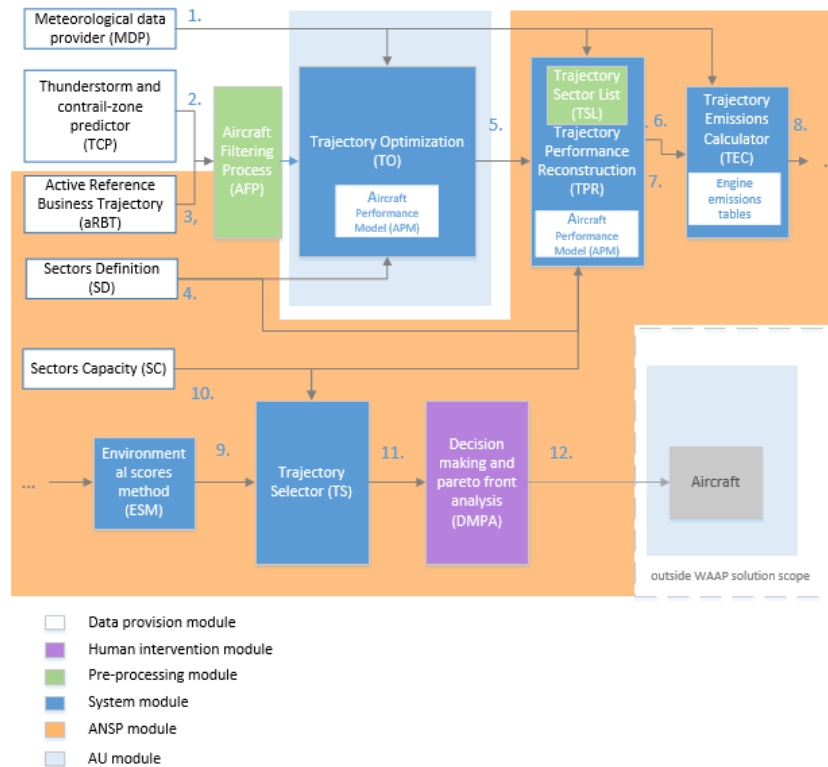 Meteorological data
provider (MDP)
1.
Thunderstorm and
contrail-zone
predictor
(TCP)
2.
Active Reference
Business Trajectory
(aRBT)
3,
Sectors Definition
(SD)
4.
Aircraft
Filtering
Process
(AFP)
Trajectory Optimization
(TO)
Aircraft
Performance
Model (APM)
5.
Trajectory
Sector List
(TSL)
Trajectory
Performance
Reconstruction
(TPR)
Aircraft
Performance
Model (APM)
. 6.
7.
Trajectory
Emissions
Calculator
(TEC)
Engine
emissions
tables
8.
..
Sectors Capacity (SC)
10.
...
Environment
al scores
method
(ESM)
9.
Trajectory
Selector (TS)
11.
Decision
making and
pareto front
analysis
(DMPA)
12.
Aircraft
outside WAAP solution scope
Data provision module
Human intervention module
Pre-processing module
System module
ANSP module
AU module